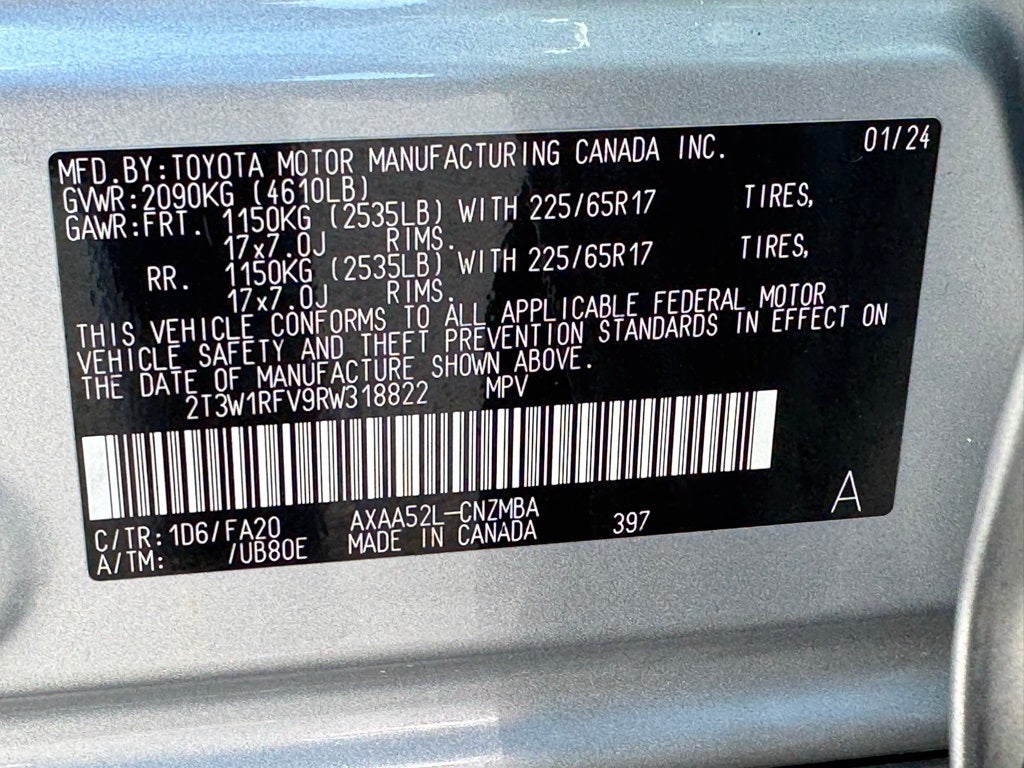 MFD.BY:TOYOTA MOTOR MANUFACTURING CANADA INC. 01/24
GVWR:2090KG (4610LB)
GAWR:FRT. 1150KG (2535LB) WITH 225/65R17 TIRES,
17x7.0J RIMS.
RR. 1150KG (2535LB) WITH 225/65R17 TIRES,
17x7.0J RIMS.
THIS VEHICLE CONFORMS TO ALL APPLICABLE FEDERAL MOTOR
VEHICLE SAFETY AND THEFT PREVENTION STANDARDS IN EFFECT ON
THE DATE OF MANUFACTURE SHOWN ABOVE.
2T3W1RFV9RW318822 MPV
C/TR:1D6/FA20 AXAA52L-CNZMBA 397 A
A/TM: /UB80E MADE IN CANADA